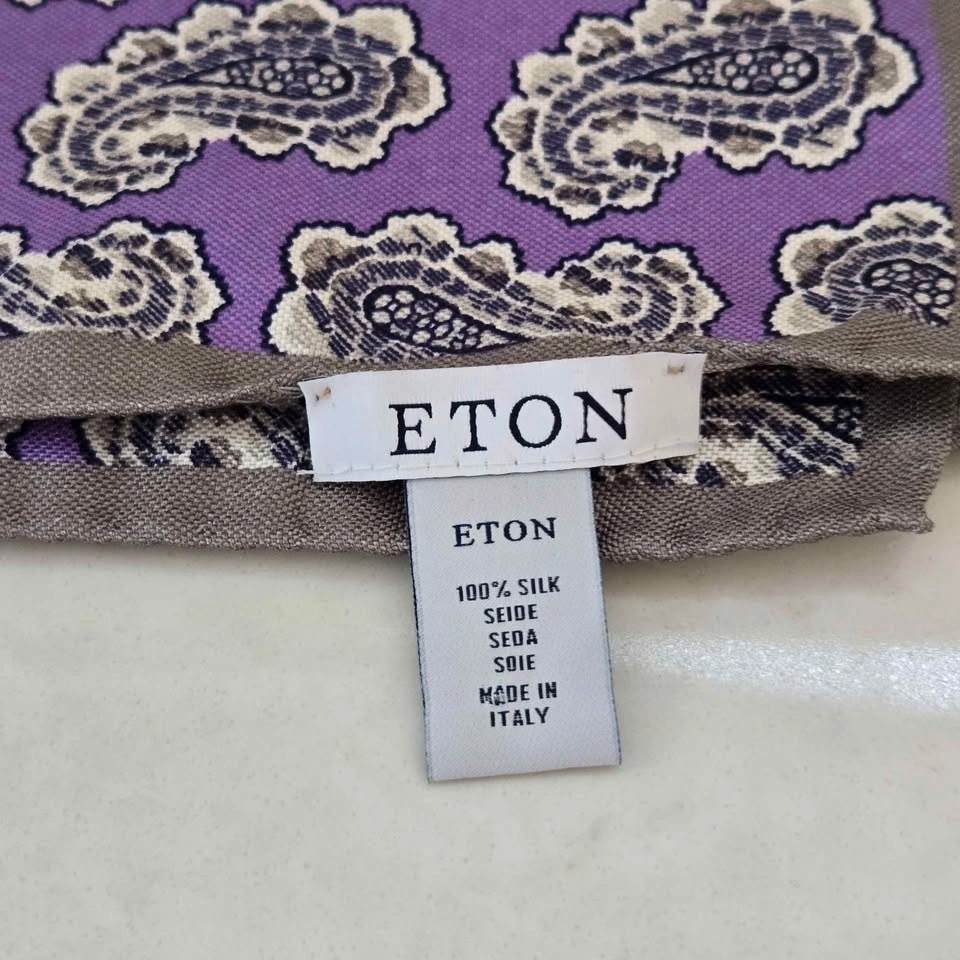 ETON
ETON
100% SILK
SEIDE
SEDA
SOIE
MADE IN
ITALY